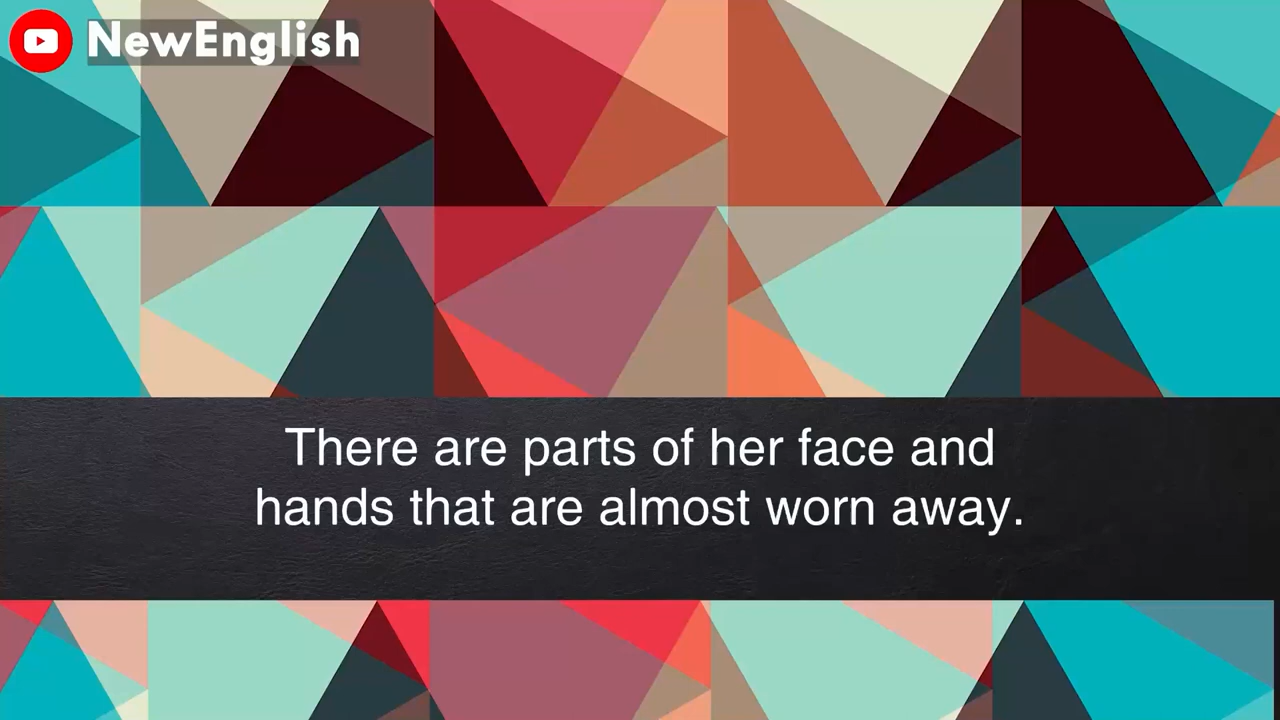 NewEnglish
There are parts of her face and
hands that are almost worn away.